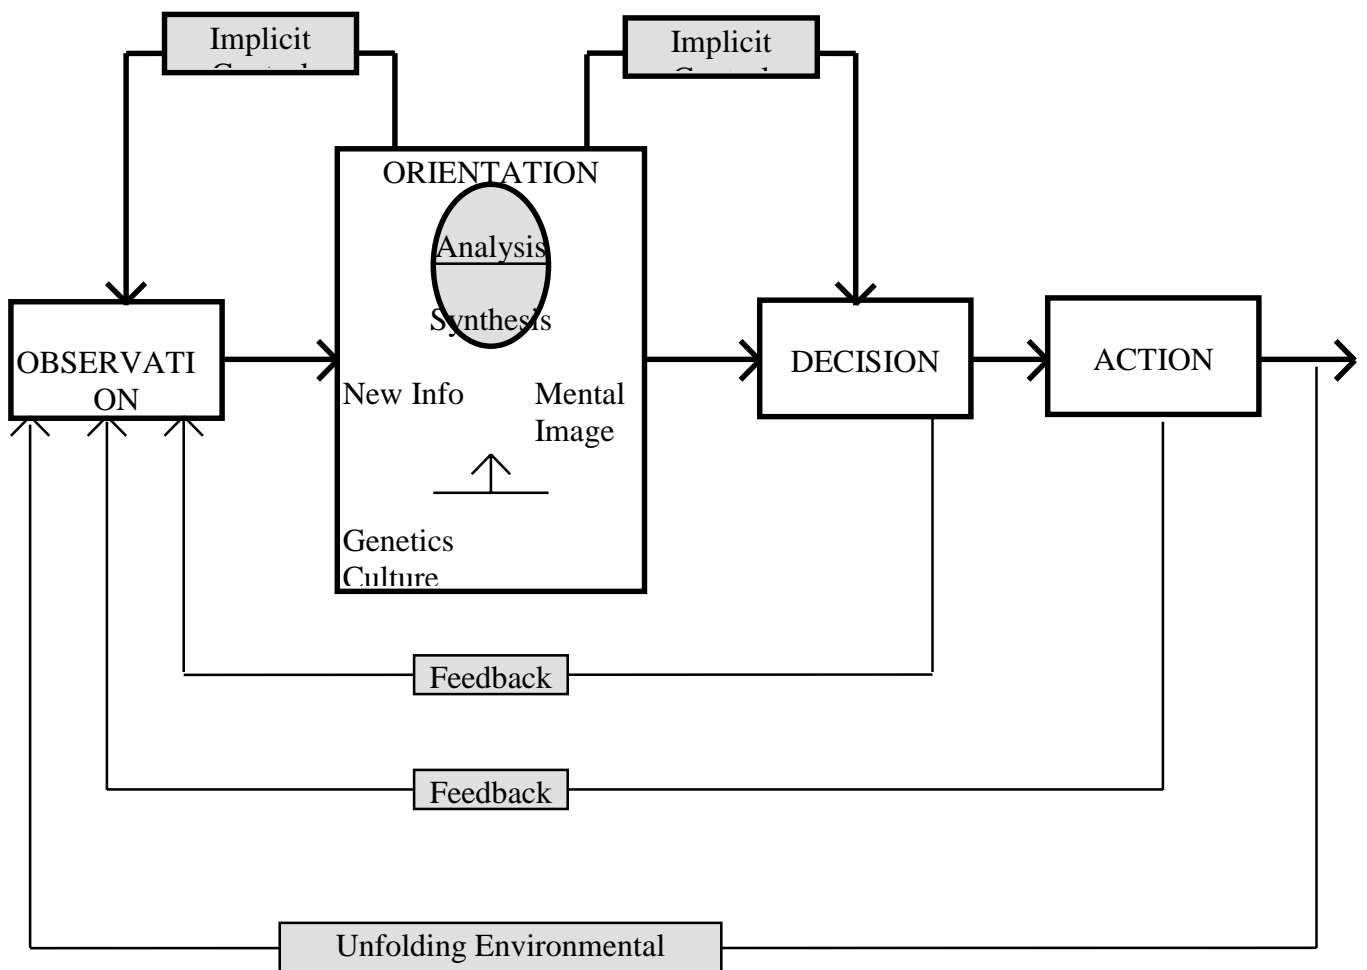 Implicit
Implicit
ORIENTATION
Analysis
Synthesis
OBSERVATI
ON
New Info
Mental
Image
DECISION
ACTION
Genetics
Culture
Feedback
Feedback
Unfolding Environmental